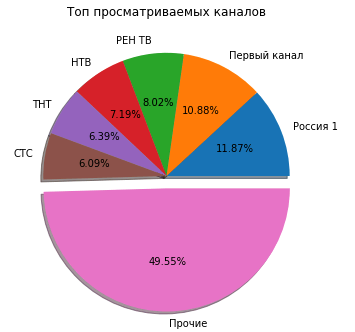 Топ просматриваемых каналов
РЕН ТВ
Первый канал
НТВ
ТНТ
Россия 1
СТС
8.02%
10.88%
7.19%
6.39%
11.87%
6.09%
49.55%
Прочие